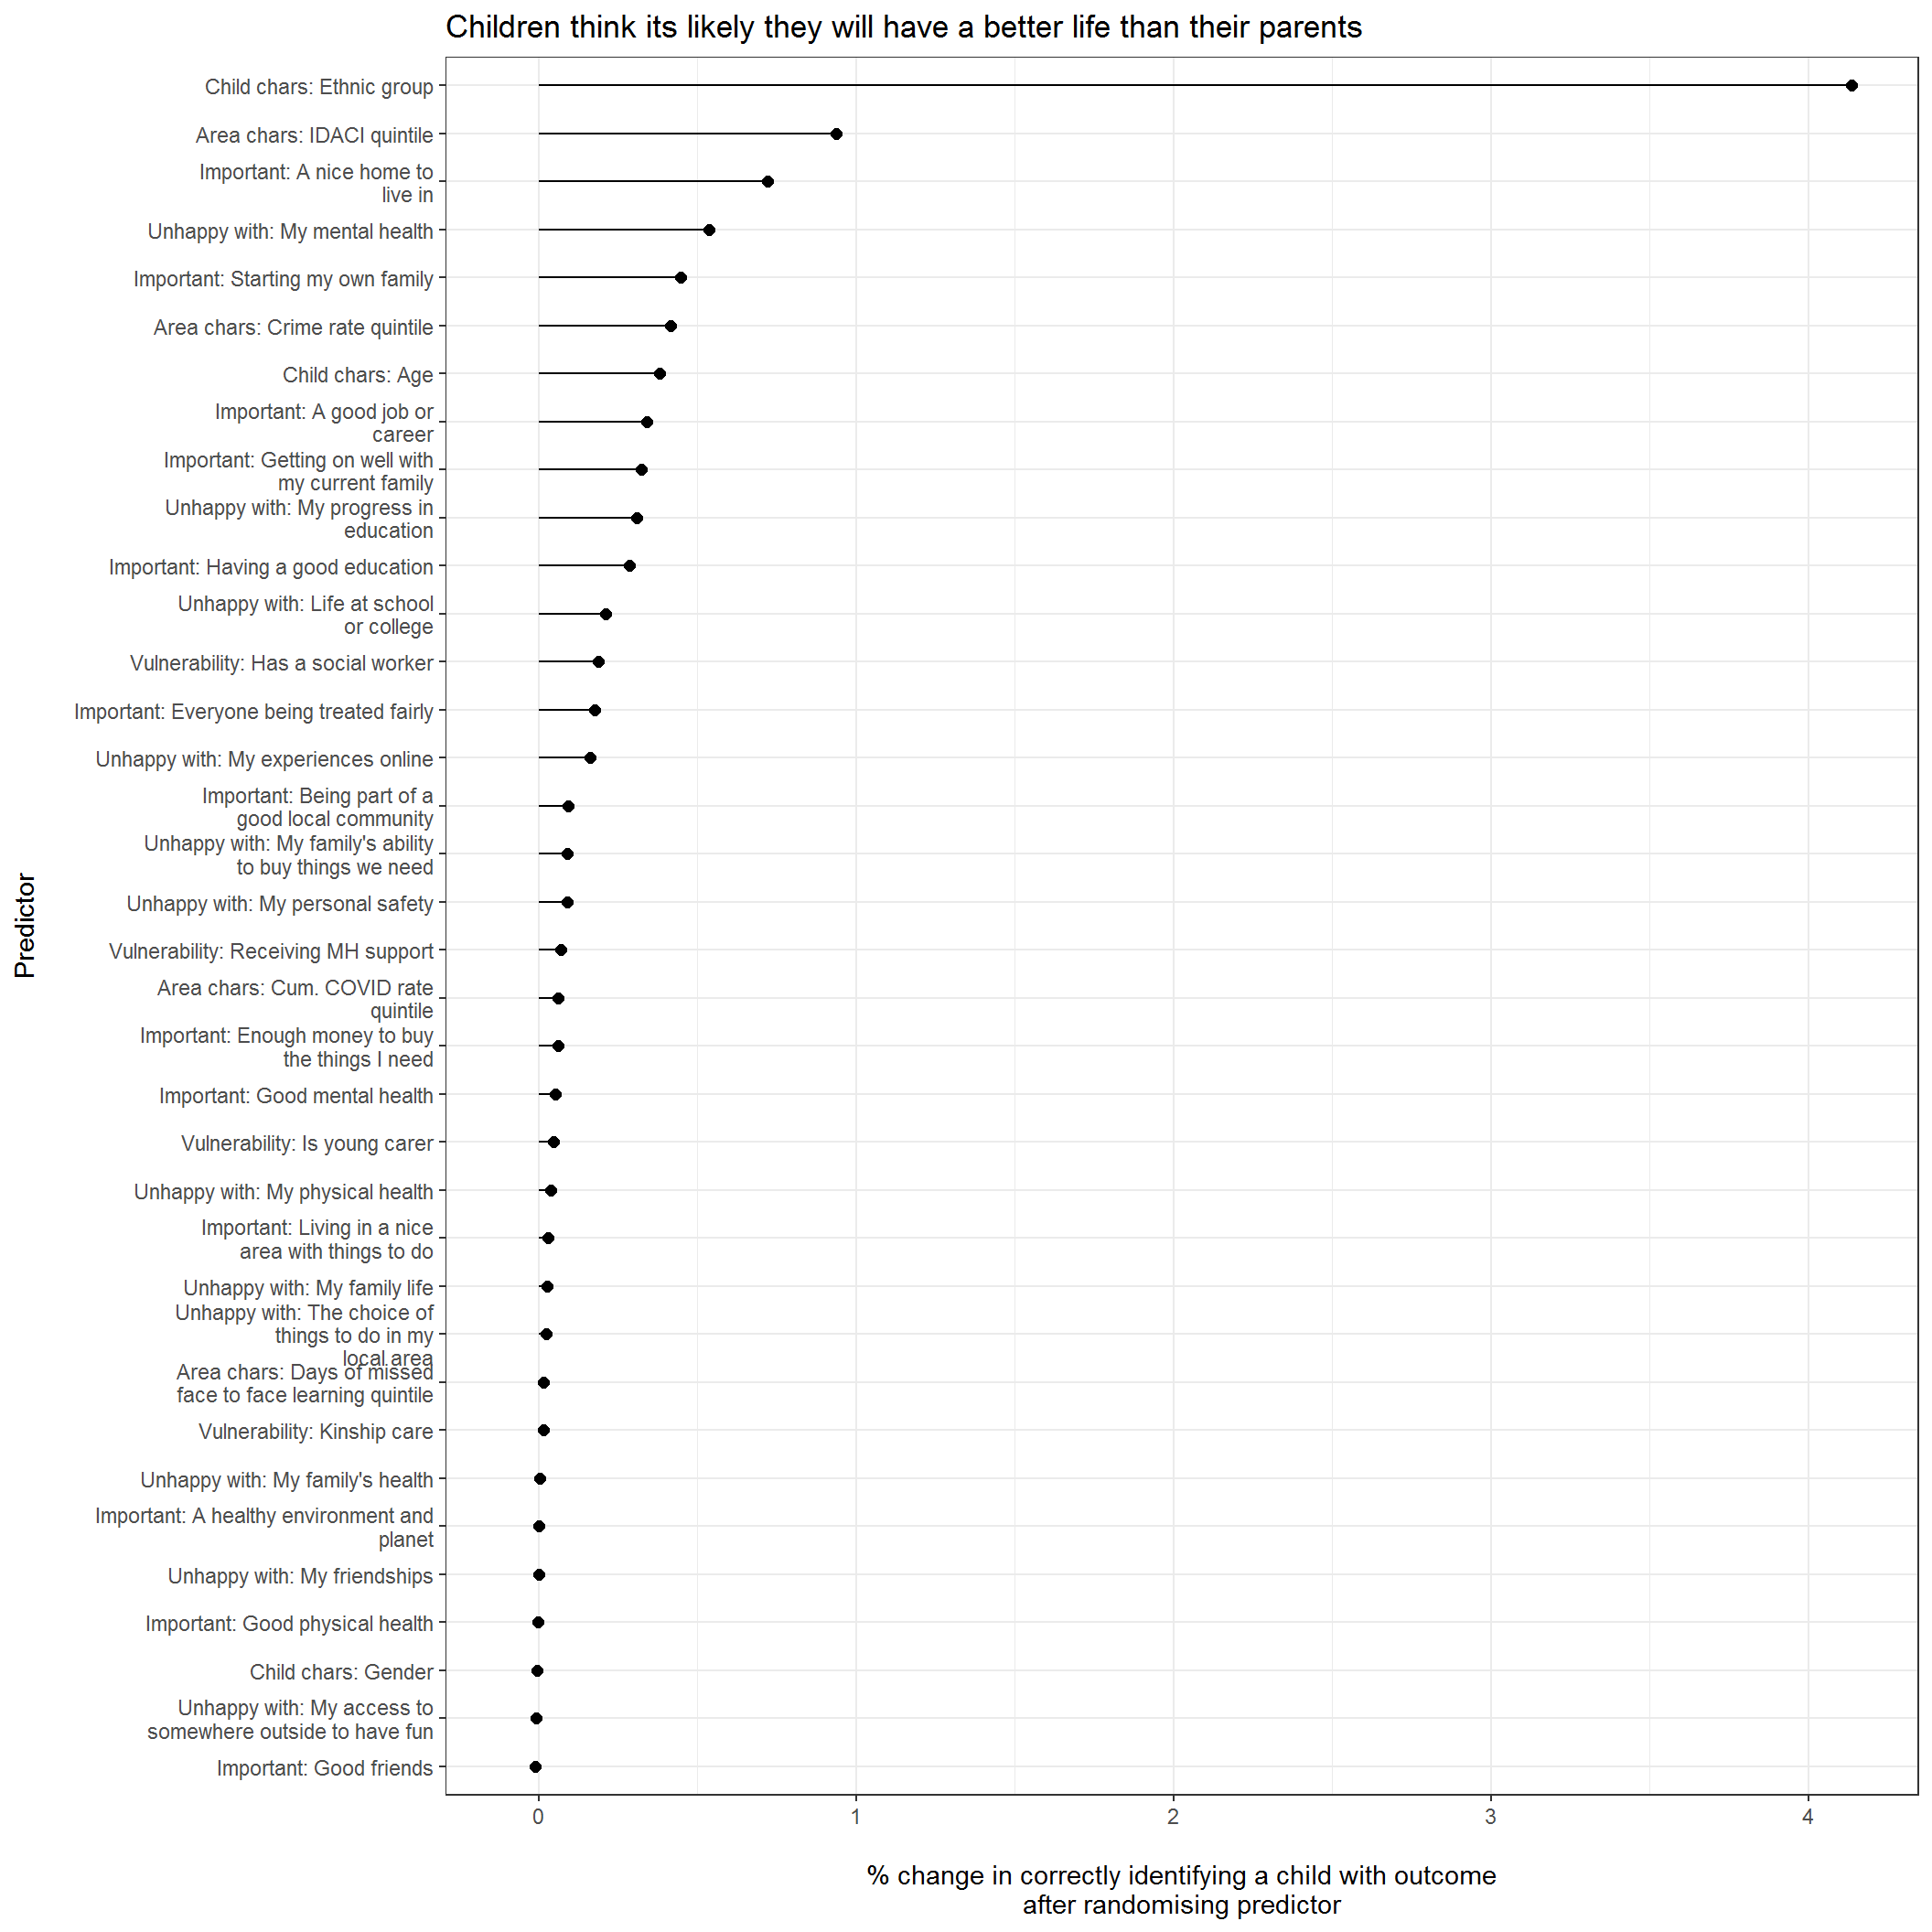 Children think its likely they will have a better life than their parents
Child chars: Ethnic group
Area chars: IDACI quintile
Important: A nice home to
live in
Unhappy with: My mental health
Important: Starting my own family
Area chars: Crime rate quintile
Child chars: Age
Important: A good job or
career
Important: Getting on well with
my current family
Unhappy with: My progress in
education
Important: Having a good education
Unhappy with: Life at school
or college
Vulnerability: Has a social worker
Important: Everyone being treated fairly
Unhappy with: My experiences online
Important: Being part of a
good local community
Unhappy with: My family's ability
to buy things we need
Unhappy with: My personal safety
Vulnerability: Receiving MH support
Area chars: Cum. COVID rate
quintile
Important: Enough money to buy
the things I need
Important: Good mental health
Vulnerability: Is young carer
Unhappy with: My physical health
Important: Living in a nice
area with things to do
Unhappy with: My family life
Unhappy with: The choice of
things to do in my
local area
Area chars: Days of missed
face to face learning quintile
Vulnerability: Kinship care
Unhappy with: My family's health
Important: A healthy environment and
planet
Unhappy with: My friendships
Important: Good physical health
Child chars: Gender
Unhappy with: My access to
somewhere outside to have fun
Important: Good friends
Predictor
0 1 2 3 4
% change in correctly identifying a child with outcome
after randomising predictor